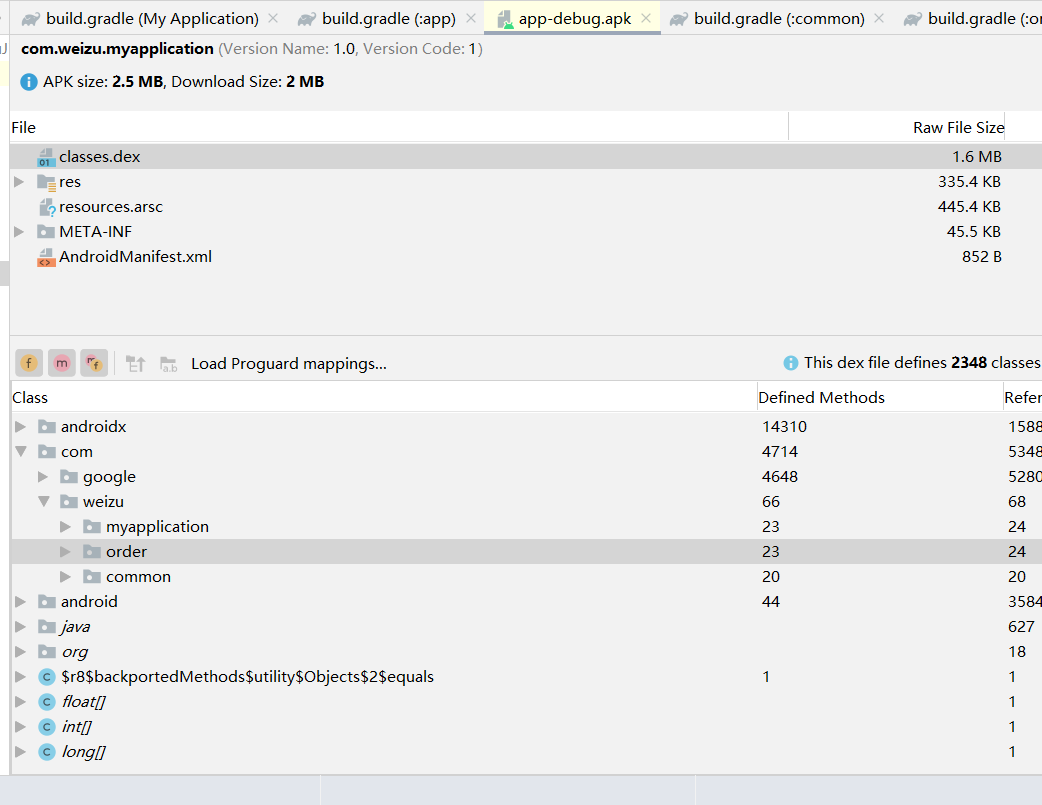 build.gradle (My Application) build.gradle (:app) app-debug.apk build.gradle (:common) build.gradle (:or
com.weizu.myapplication (Version Name: 1.0, Version Code: 1)
APK size: 2.5 MB, Download Size: 2 MB
File Raw File Size
classes.dex 1.6 MB
res 335.4 KB
resources.arsc 445.4 KB
META-INF 45.5 KB
AndroidManifest.xml 852 B
Load Proguard mappings... This dex file defines 2348 classes
Class Defined Methods Refer
androidx 14310 1588
com 4714 5348
google 4648 5280
weizu 66 68
myapplication 23 24
order 23 24
common 20 20
android 44 3584
java 627
org 18
$r8$backportedMethods$utility$Objects$2$equals 1 1
float[] 1
int[] 1
long[] 1